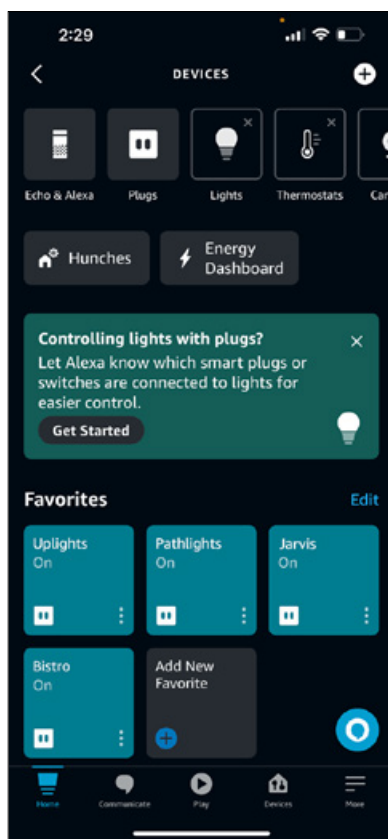 2:29
DEVICES
Echo & Alexa
Plugs
Lights
Thermostats
Hunches
Energy
Dashboard
Controlling lights with plugs?
Let Alexa know which smart plugs or
switches are connected to lights for
easier control.
Get Started
Favorites
Edit
Uplights
On
Pathlights
On
Jarvis
On
Bistro
On
Add New
Favorite
Home
Communicate
Play
Devices
More